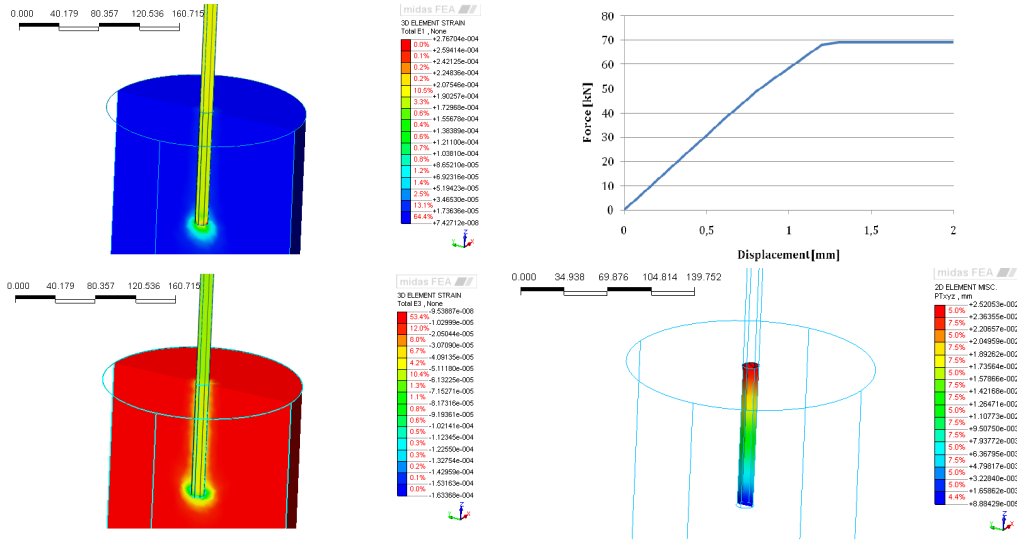 0.000 40.179 80.357 120.536 160.715
midas FEA
3D ELEMENT STRAIN
Total E1 , None
+2.76704e-004
0.0%
+2.59414e-004
0.1%
+2.42125e-004
0.2%
+2.24836e-004
0.2%
+2.07546e-004
10.5%
+1.90257e-004
3.3%
+1.72968e-004
0.6%
+1.55678e-004
0.4%
+1.38389e-004
0.6%
+1.21100e-004
0.7%
+1.03810e-004
0.8%
+8.65210e-005
1.2%
+6.92316e-005
1.4%
+5.19423e-005
2.5%
+3.46530e-005
13.1%
+1.73636e-005
64.4%
+7.42712e-008
Z
Y
X
Force [kN]
80
70
60
50
40
30
20
10
0
0 0,5 1 1,5 2
Displacement[mm]
0.000 40.179 80.357 120.536 160.715
midas FEA
3D ELEMENT STRAIN
Total E3 , None
-9.53887e-008
53.4%
-1.02999e-005
12.0%
-2.05044e-005
0.0%
-3.07090e-005
6.7%
-4.09135e-005
4.2%
-5.11180e-005
10.4%
-6.13225e-005
1.3%
-7.15271e-005
1.1%
-8.17316e-005
0.8%
-9.19361e-005
0.6%
-1.02141e-004
0.5%
-1.12345e-004
0.3%
-1.22550e-004
0.3%
-1.32754e-004
0.2%
-1.42959e-004
0.1%
-1.53163e-004
0.0%
-1.63368e-004
Z
Y
X
0.000 34.938 69.876 104.814 139.752
midas FEA
2D ELEMENT MISC.
PTxyz , mm
+2.52053e-002
5.0%
+2.36355e-002
7.5%
+2.20657e-002
5.0%
+2.04959e-002
7.5%
+1.89262e-002
5.0%
+1.73564e-002
7.5%
+1.57866e-002
5.0%
+1.42168e-002
7.5%
+1.26471e-002
5.0%
+1.10773e-002
7.5%
+9.50750e-003
5.0%
+7.93772e-003
7.5%
+6.36795e-003
5.0%
+4.79817e-003
7.5%
+3.22840e-003
5.0%
+1.65862e-003
4.4%
+8.88429e-005
Z
Y
X